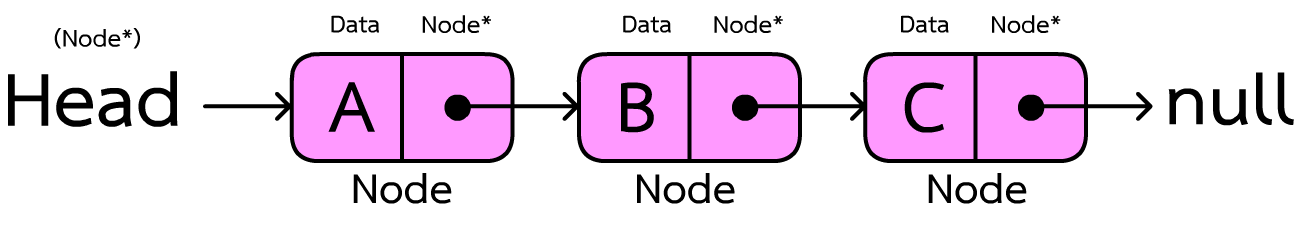 (Node*)
Head
Data Node*
A
Node
Data Node*
B
Node
Data Node*
C
Node
null